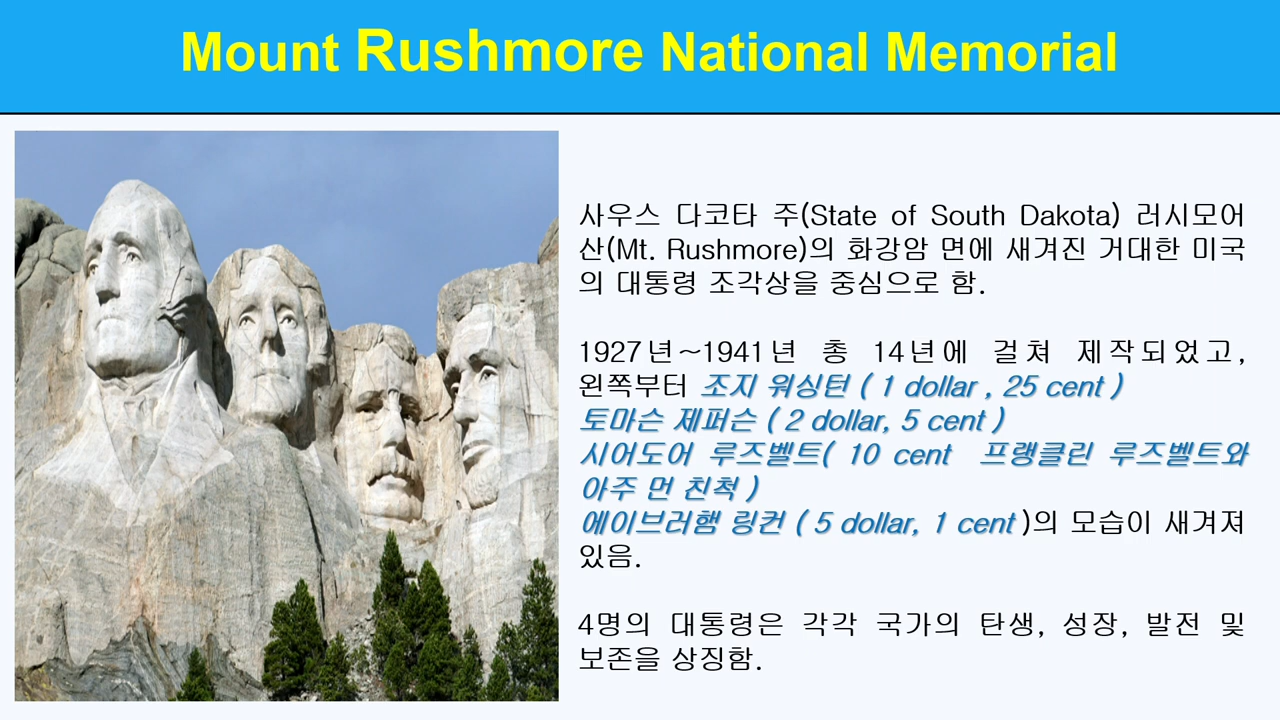 Mount Rushmore National Memorial
사우스 다코타 주(State of South Dakota) 러시모어
산(Mt. Rushmore)의 화강암 면에 새겨진 거대한 미국
의 대통령 조각상을 중심으로 함.
1927년~1941년 총 14년에 걸쳐 제작되었고,
왼쪽부터 조지 워싱턴 ( 1 dollar , 25 cent )
토마슨 제퍼슨 ( 2 dollar, 5 cent )
시어도어 루즈벨트( 10 cent 프랭클린 루즈벨트와
아주 먼 친척 )
에이브러햄 링컨 ( 5 dollar, 1 cent )의 모습이 새겨져
있음.
4명의 대통령은 각각 국가의 탄생, 성장, 발전 및
보존을 상징함.